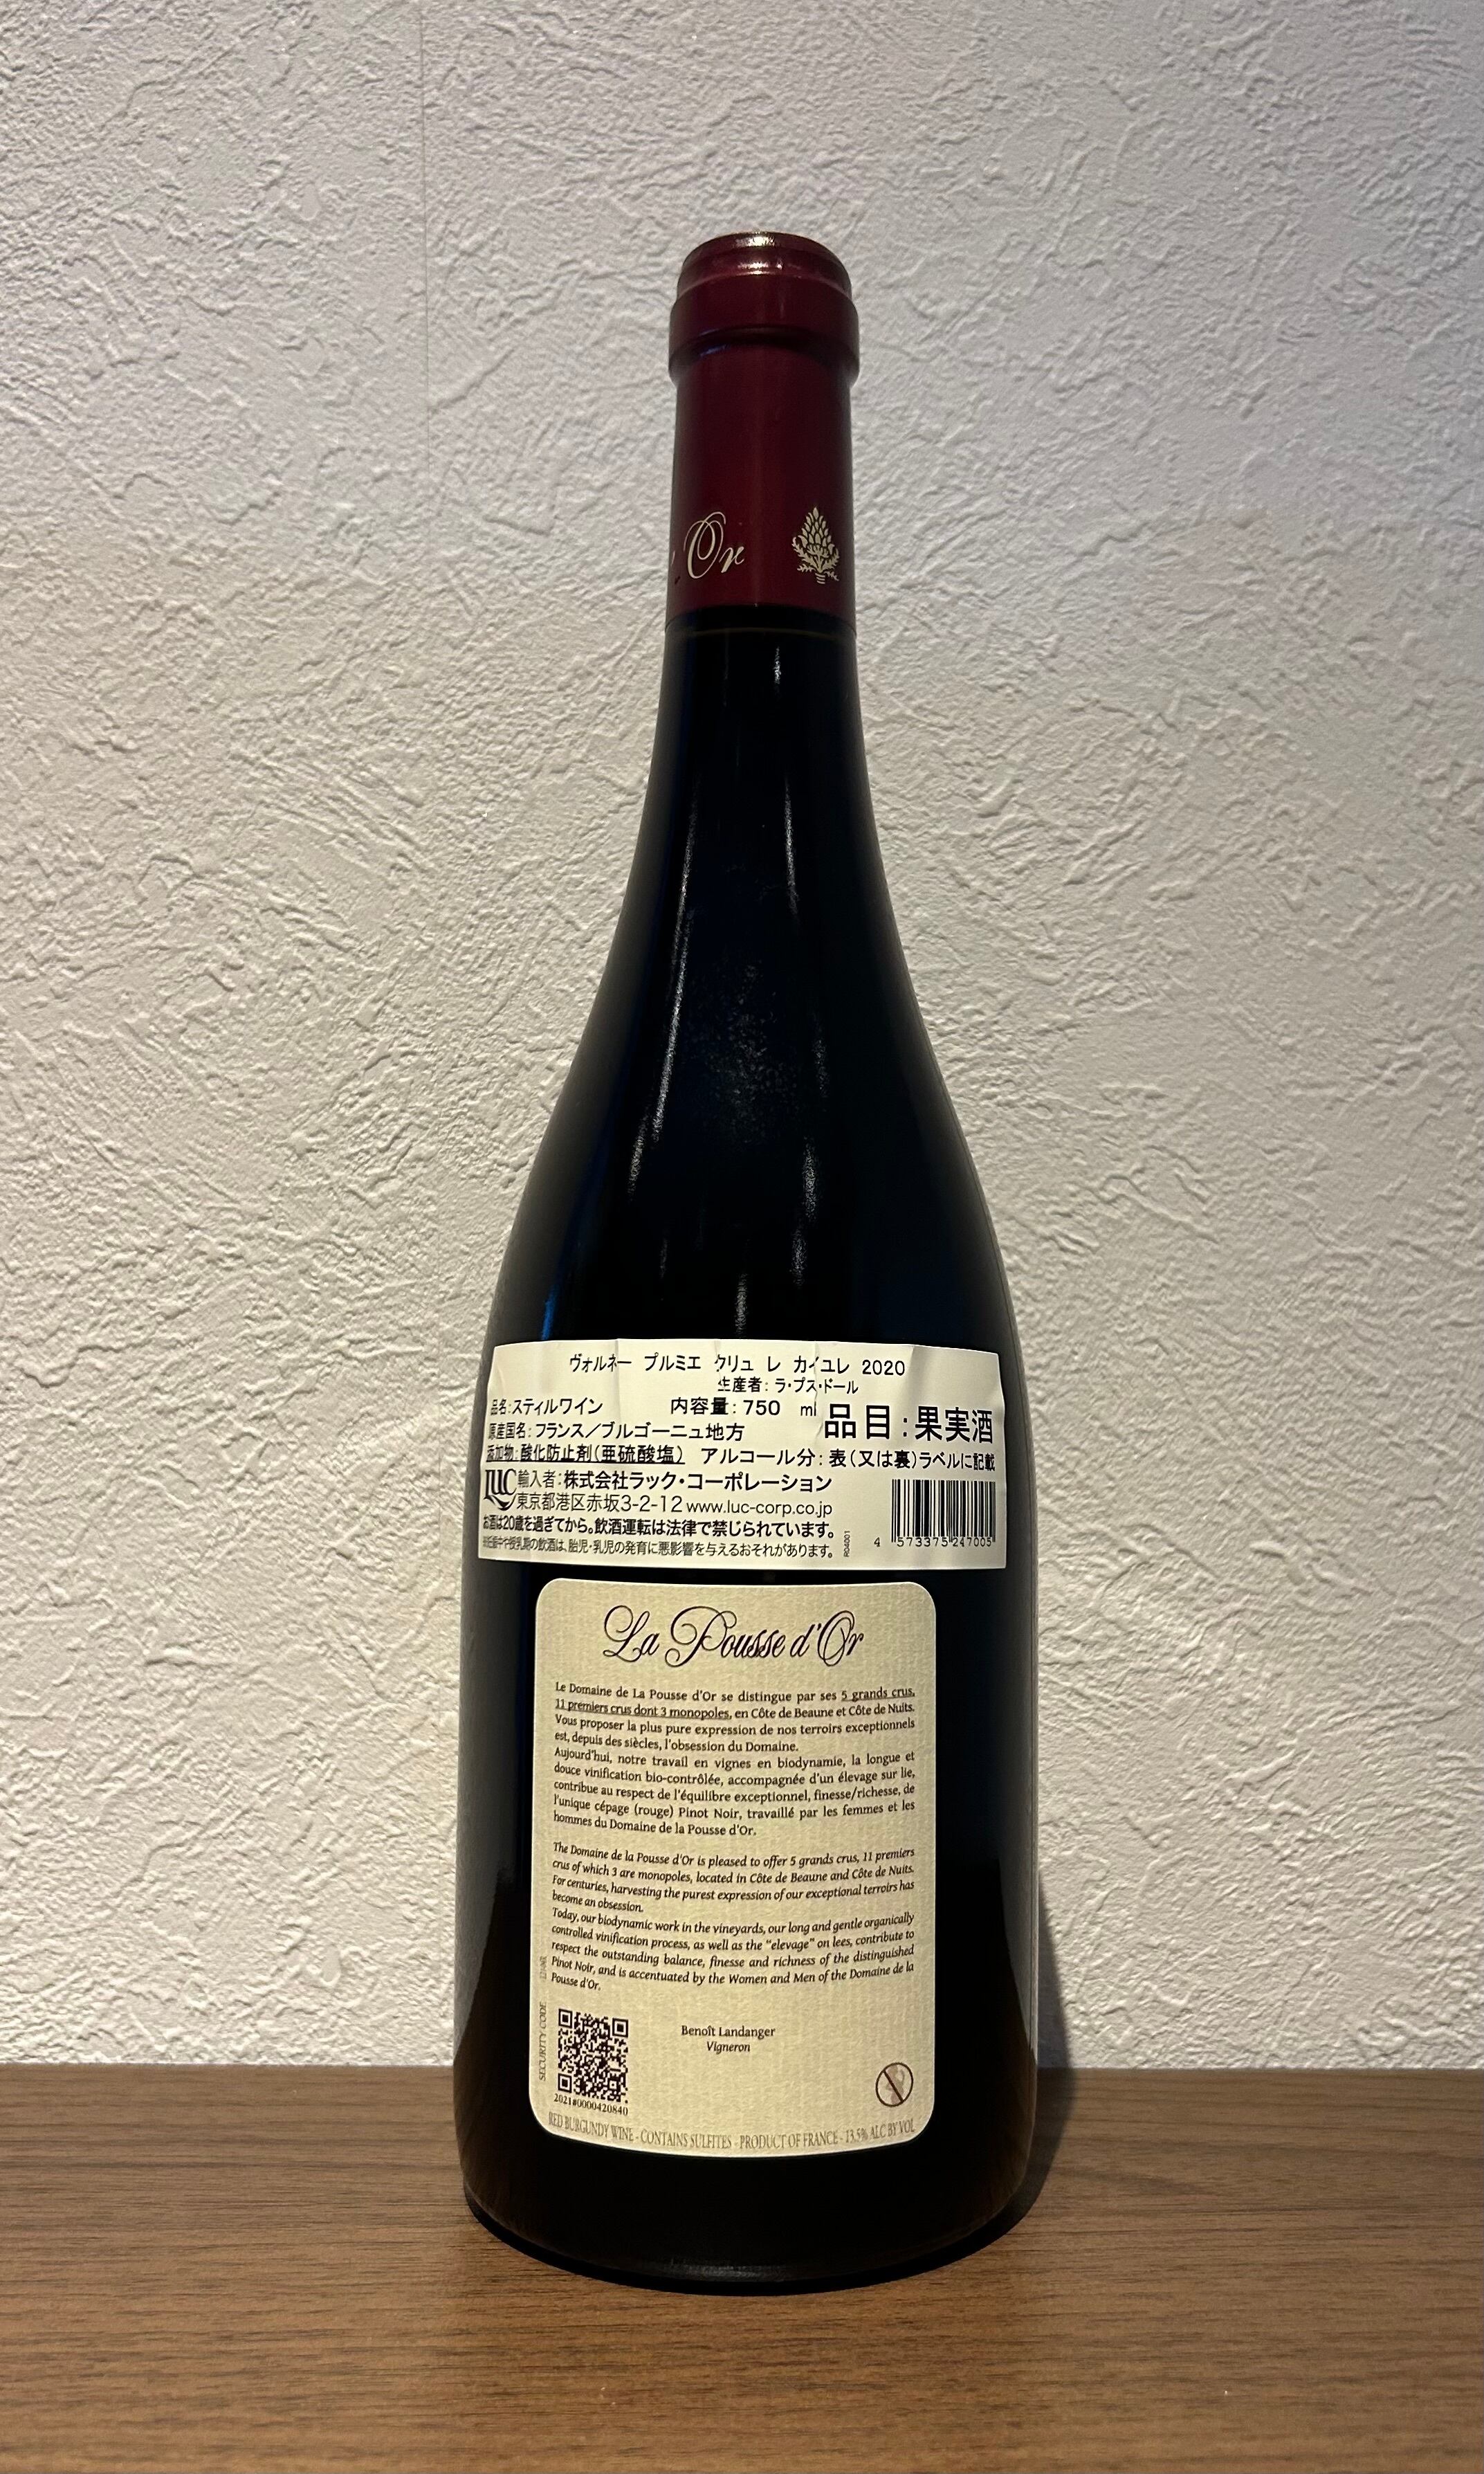 Or
ヴォルネー プルミエ クリュ レ カイユレ 2020
生産者：ラ・プス・ドール
品名：スティルワイン 内容量：750 ml
品目：果実酒
原産国名：フランス／ブルゴーニュ地方
添加物：酸化防止剤（亜硫酸塩） アルコール分：表（又は裏）ラベルに記載
LUC 輸入者：株式会社ラック・コーポレーション
東京都港区赤坂3-2-12 www.luc-corp.co.jp
お酒は20歳を過ぎてから。飲酒運転は法律で禁じられています。
妊娠中や授乳期の飲酒は、胎児・乳児の発育に悪影響を与えるおそれがあります。
R04001
4 573375 247005
La Pousse d'Or
Le Domaine de La Pousse d'Or se distingue par ses 5 grands crus,
11 premiers crus dont 3 monopoles, en Côte de Beaune et Côte de Nuits.
Vous proposer la plus pure expression de nos terroirs exceptionnels
est, depuis des siècles, l'obsession du Domaine.
Aujourd'hui, notre travail en vignes en biodynamie, la longue et
douce vinification bio-contrôlée, accompagnée d'un élevage sur lie,
contribue au respect de l'équilibre exceptionnel, finesse/richesse, de
l'unique cépage (rouge) Pinot Noir, travaillé par les femmes et les
hommes du Domaine de la Pousse d'Or.
The Domaine de la Pousse d'Or is pleased to offer 5 grands crus, 11 premiers
crus of which 3 are monopoles, located in Côte de Beaune and Côte de Nuits.
For centuries, harvesting the purest expression of our exceptional terroirs has
become an obsession.
Today, our biodynamic work in the vineyards, our long and gentle organically
controlled vinification process, as well as the "elevage" on lees, contribute to
respect the outstanding balance, finesse and richness of the distinguished
Pinot Noir, and is accentuated by the Women and Men of the Domaine de la
Pousse d'Or.
SECURITY CODE
Benoît Landanger
Vigneron
2021#0000420840
RED BURGUNDY WINE - CONTAINS SULFITES - PRODUCT OF FRANCE - 13.5% ALC BY VOL